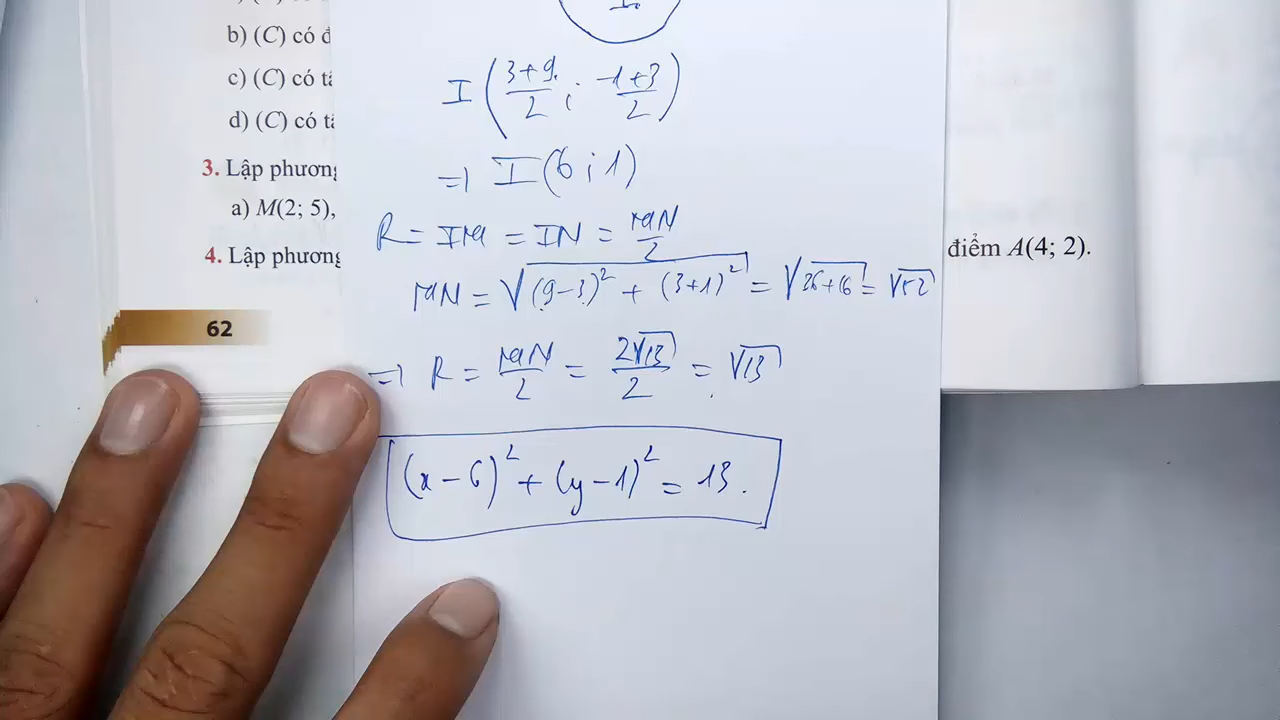 b) (C) có đ
c) (C) có tâ
d) (C) có tâ
3. Lập phương
a) M(2; 5),
4. Lập phương
điểm A(4; 2).
62
I(3+9/2 ; -1+3/2)
=> I(6;1)
R = IM = IN = MN/2
MN = √(9-3)² + (3+1)² = √36+16 = √52
=> R = MN/2 = 2√13/2 = √13
(x-6)² + (y-1)² = 13.